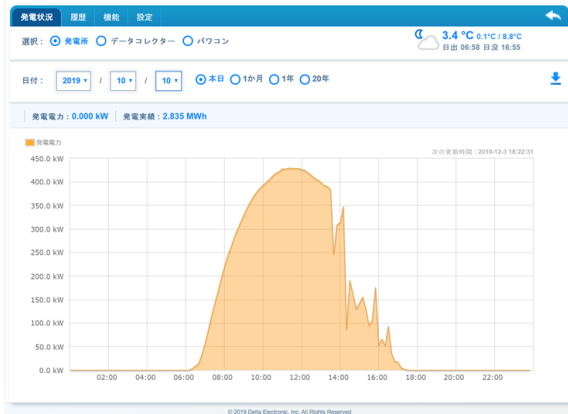 発電状況 履歴 機能 設定
選択： 発電所 データコレクター パワコン
3.4 °C 0.1°C / 8.8°C
日出 06:58 日没 16:55
日付： 2019 / 10 / 10 本日 1か月 1年 20年
発電電力：0.000 kW 発電実績：2.835 MWh
発電電力
次の更新時間：2019-12-3 18:22:31
450.0 kW
400.0 kW
350.0 kW
300.0 kW
250.0 kW
200.0 kW
150.0 kW
100.0 kW
50.0 kW
0.0 kW
02:00 04:00 06:00 08:00 10:00 12:00 14:00 16:00 18:00 20:00 22:00
© 2019 Delta Electronic, Inc. All Rights Reserved